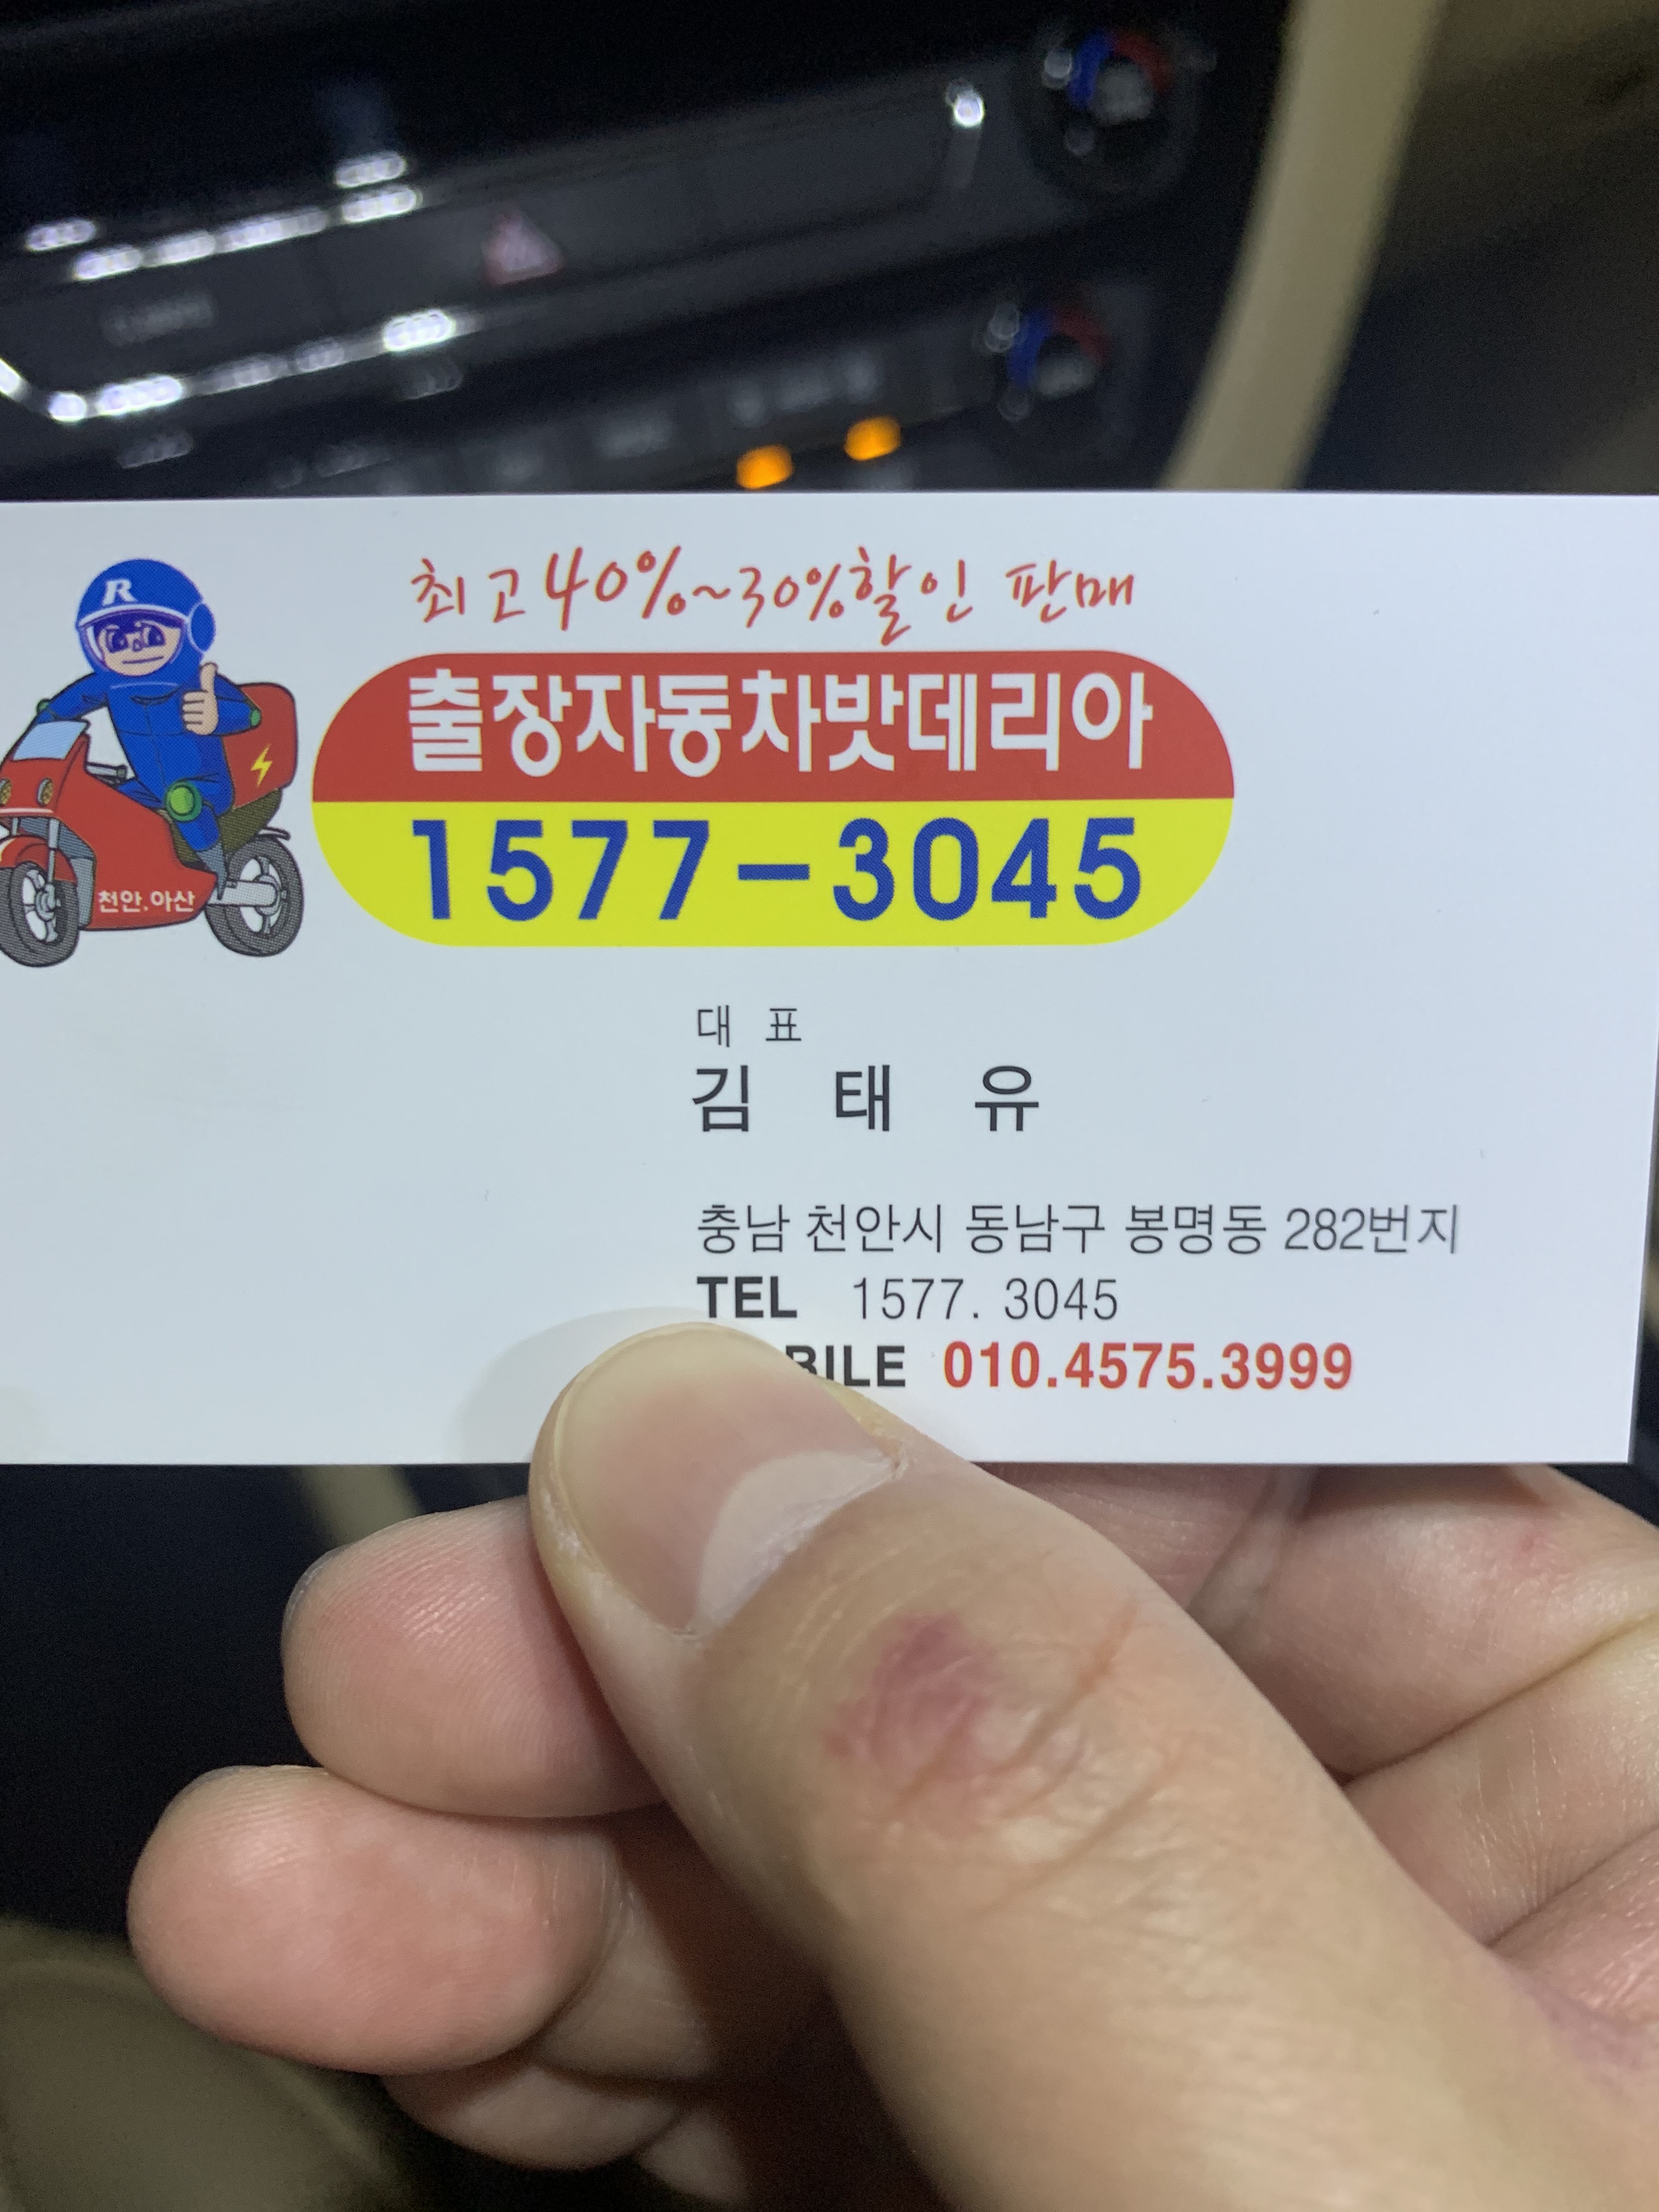 최고 40%~30%할인 판매
R
출장자동차밧데리아
1577-3045
천안.아산
대 표
김 태 유
충남 천안시 동남구 봉명동 282번지
TEL 1577. 3045
BILE 010.4575.3999